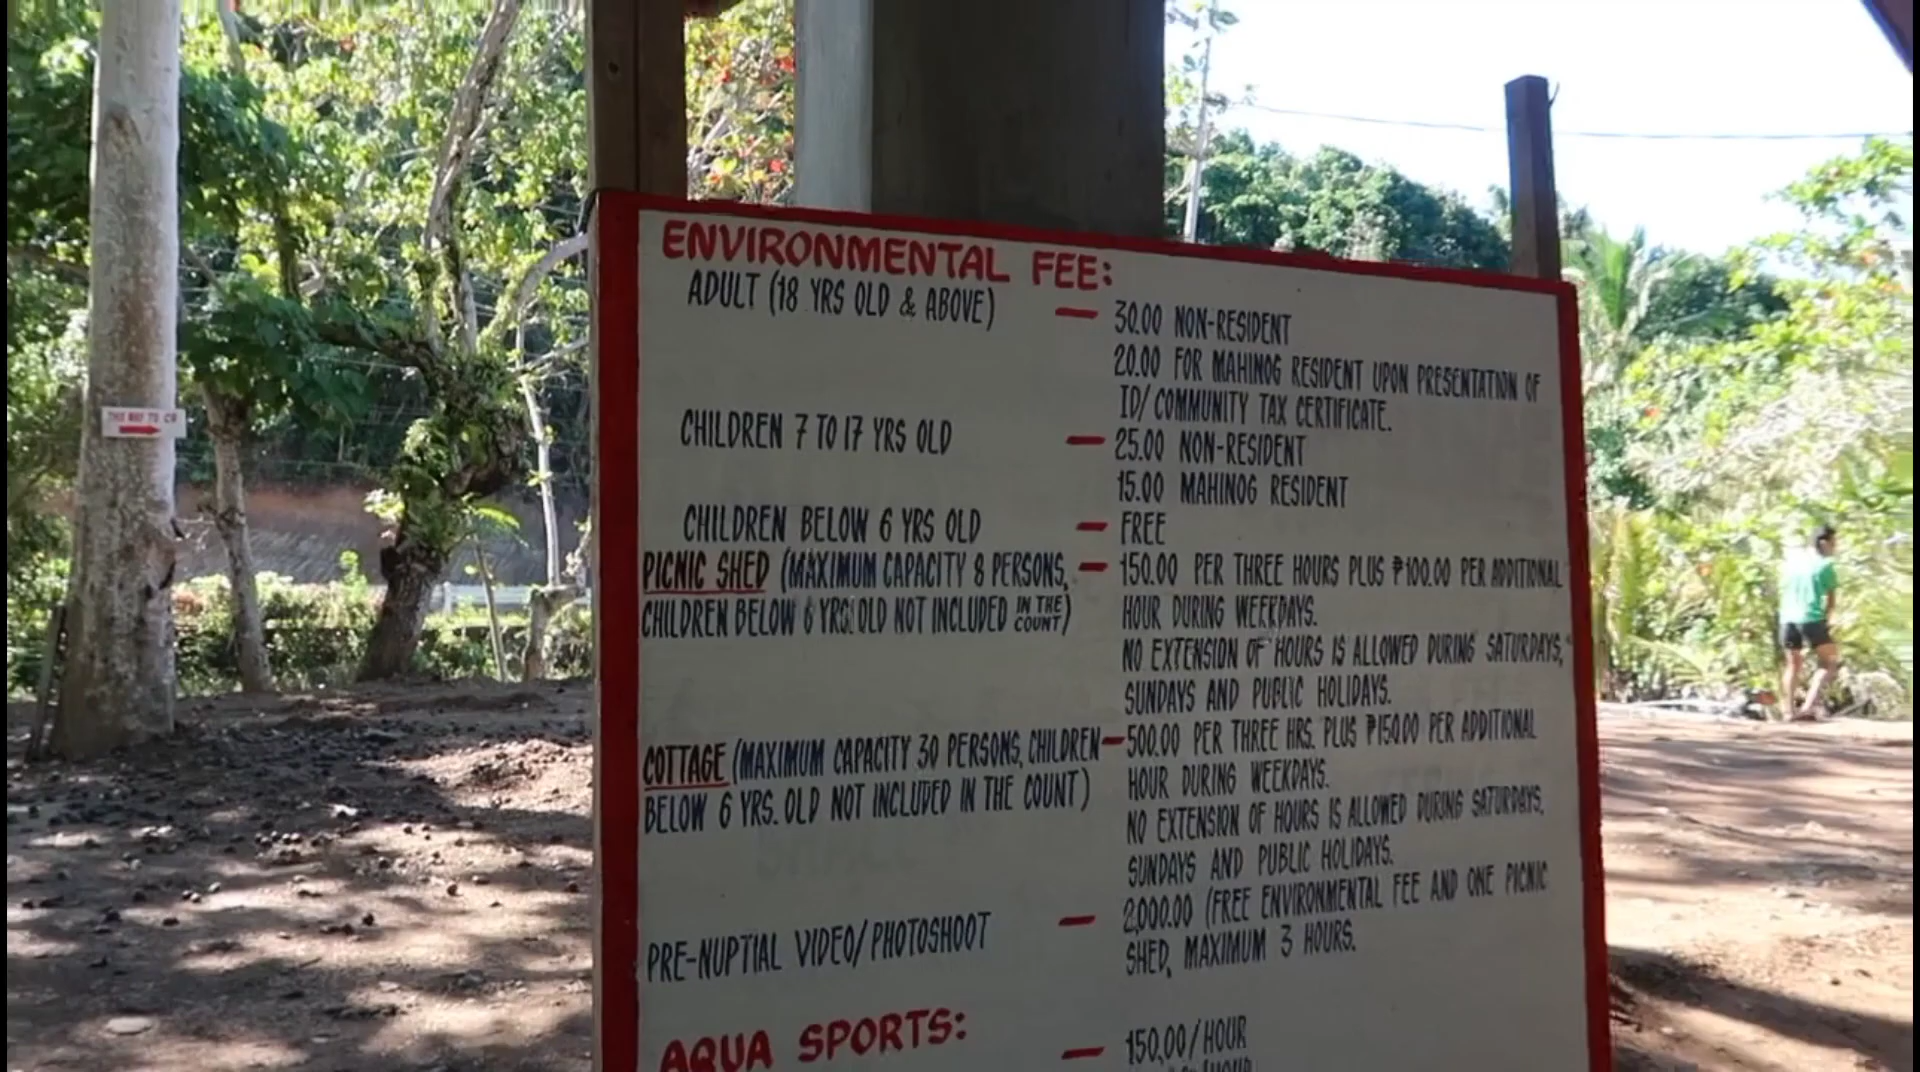 THIS WAY TO CR
ENVIRONMENTAL FEE:
ADULT (18 YRS OLD & ABOVE) — 30.00 NON-RESIDENT
20.00 FOR MAHINOG RESIDENT UPON PRESENTATION OF
ID/COMMUNITY TAX CERTIFICATE.
CHILDREN 7 TO 17 YRS OLD — 25.00 NON-RESIDENT
15.00 MAHINOG RESIDENT
CHILDREN BELOW 6 YRS OLD — FREE
PICNIC SHED (MAXIMUM CAPACITY 8 PERSONS, — 150.00 PER THREE HOURS PLUS ₱100.00 PER ADDITIONAL
CHILDREN BELOW 6 YRS. OLD NOT INCLUDED IN THE COUNT) HOUR DURING WEEKDAYS.
NO EXTENSION OF HOURS IS ALLOWED DURING SATURDAYS,
SUNDAYS AND PUBLIC HOLIDAYS.
COTTAGE (MAXIMUM CAPACITY 30 PERSONS, CHILDREN — 500.00 PER THREE HRS. PLUS ₱150.00 PER ADDITIONAL
BELOW 6 YRS. OLD NOT INCLUDED IN THE COUNT) HOUR DURING WEEKDAYS.
NO EXTENSION OF HOURS IS ALLOWED DURING SATURDAYS,
SUNDAYS AND PUBLIC HOLIDAYS.
PRE-NUPTIAL VIDEO/PHOTOSHOOT — 2,000.00 (FREE ENVIRONMENTAL FEE AND ONE PICNIC
SHED, MAXIMUM 3 HOURS.
AQUA SPORTS: — 150.00/HOUR
/HOUR